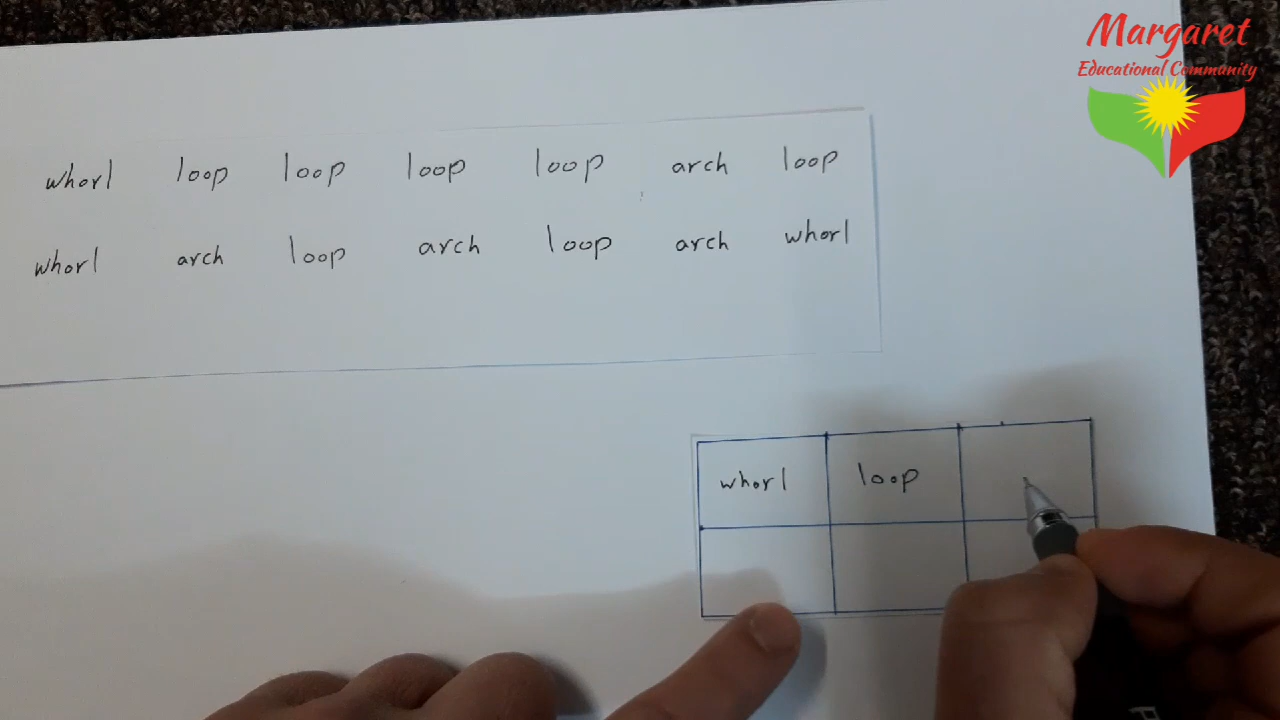 Margaret
Educational Community
whorl loop loop loop loop arch loop
whorl arch loop arch loop arch whorl
whorl loop